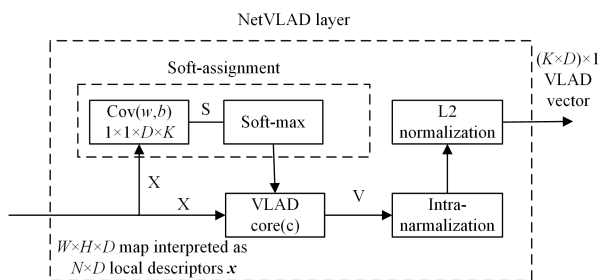 NetVLAD layer
Soft-assignment
(K×D)×1
VLAD
vector
Cov(w,b)
1×1×D×K
S
Soft-max
L2
normalization
X
X
VLAD
core(c)
V
Intra-
narmalization
W×H×D map interpreted as
N×D local descriptors x